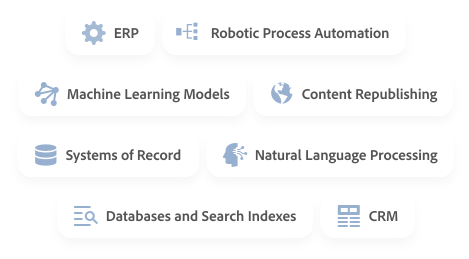 ERP
Robotic Process Automation
Machine Learning Models
Content Republishing
Systems of Record
Natural Language Processing
Databases and Search Indexes
CRM